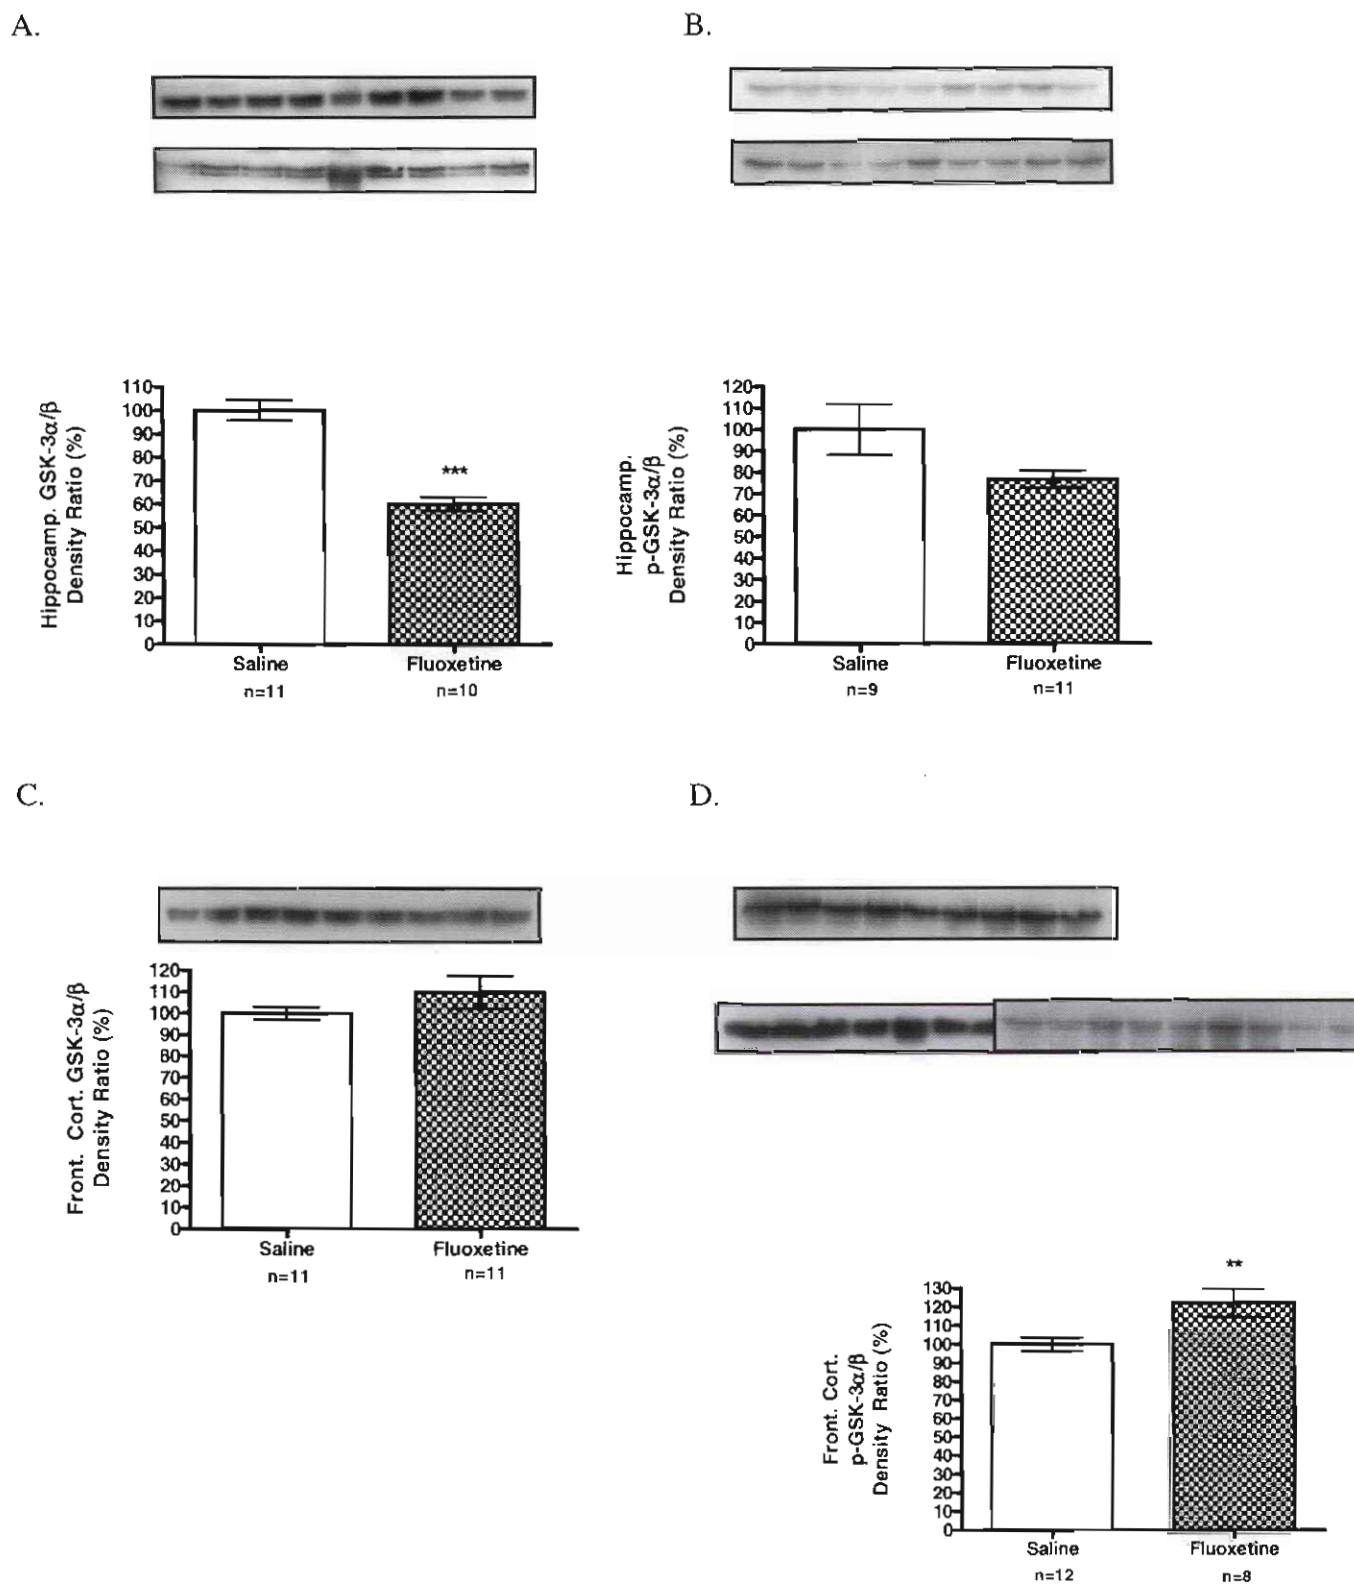 A.
B.
Hippocamp. GSK-3α/β
Density Ratio (%)
110
100
90
80
70
60
50
40
30
20
10
0
***
Saline
Fluoxetine
n=11
n=10
Hippocamp.
p-GSK-3α/β
Density Ratio (%)
120
110
100
90
80
70
60
50
40
30
20
10
0
Saline
Fluoxetine
n=9
n=11
C.
D.
Front. Cort. GSK-3α/β
Density Ratio (%)
120
110
100
90
80
70
60
50
40
30
20
10
0
Saline
Fluoxetine
n=11
n=11
Front. Cort.
p-GSK-3α/β
Density Ratio (%)
130
120
110
100
90
80
70
60
50
40
30
20
10
0
**
Saline
Fluoxetine
n=12
n=8